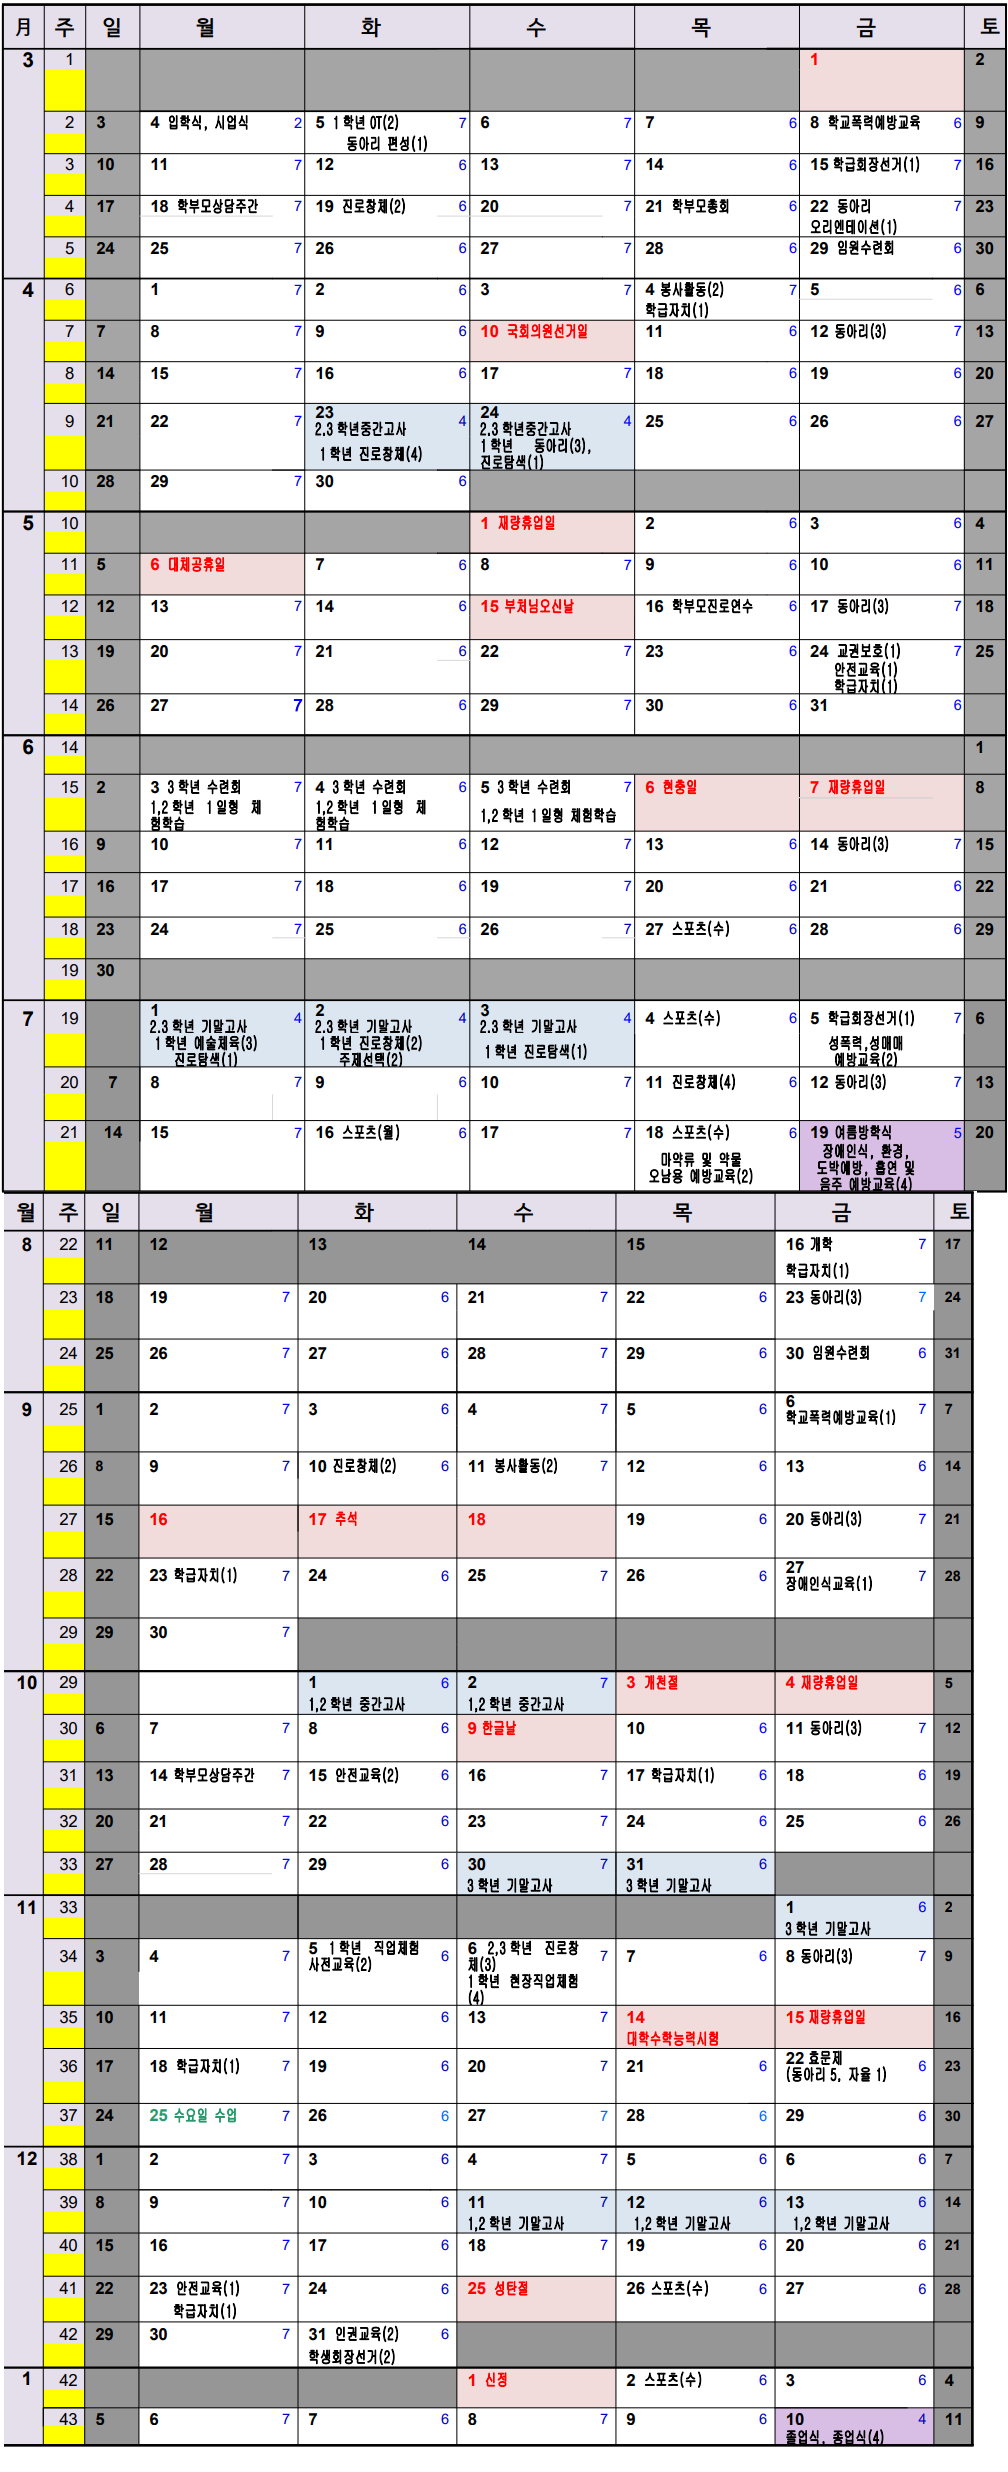 月 주 일 월 화 수 목 금 토
3 1 1 2
2 3 4 입학식, 시업식 2 5 1학년 OT(2) 7 6 7 7 6 8 학교폭력예방교육 6 9
동아리 편성(1)
3 10 11 7 12 6 13 7 14 6 15 학급회장선거(1) 7 16
4 17 18 학부모상담주간 7 19 진로창체(2) 6 20 7 21 학부모총회 6 22 동아리 7 23
오리엔테이션(1)
5 24 25 7 26 6 27 7 28 6 29 임원수련회 6 30
4 6 1 7 2 6 3 7 4 봉사활동(2) 7 5 6 6
학급자치(1)
7 7 8 7 9 6 10 국회의원선거일 11 6 12 동아리(3) 7 13
8 14 15 7 16 6 17 7 18 6 19 6 20
9 21 22 7 23 4 24 4 25 6 26 6 27
2.3학년중간고사 2.3학년중간고사
1학년 진로창체(4) 1학년 동아리(3),
진로탐색(1)
10 28 29 7 30 6
5 10 1 재량휴업일 2 6 3 6 4
11 5 6 대체공휴일 7 6 8 7 9 6 10 6 11
12 12 13 7 14 6 15 부처님오신날 16 학부모진로연수 6 17 동아리(3) 7 18
13 19 20 7 21 6 22 7 23 6 24 교권보호(1) 7 25
안전교육(1)
학급자치(1)
14 26 27 7 28 6 29 7 30 6 31 6
6 14 1
15 2 3 3학년 수련회 7 4 3학년 수련회 6 5 3학년 수련회 7 6 현충일 7 재량휴업일 8
1,2학년 1일형 체 1,2학년 1일형 체 1,2학년 1일형 체험학습
험학습 험학습
16 9 10 7 11 6 12 7 13 6 14 동아리(3) 7 15
17 16 17 7 18 6 19 7 20 6 21 6 22
18 23 24 7 25 6 26 7 27 스포츠(수) 6 28 6 29
19 30
7 19 1 4 2 4 3 4 4 스포츠(수) 6 5 학급회장선거(1) 7 6
2.3학년 기말고사 2.3학년 기말고사 2.3학년 기말고사 성폭력,성매매
1학년 예술체육(3) 1학년 진로창체(2) 1학년 진로탐색(1) 예방교육(2)
진로탐색(1) 주제선택(2)
20 7 8 7 9 6 10 7 11 진로창체(4) 6 12 동아리(3) 7 13
21 14 15 7 16 스포츠(월) 6 17 7 18 스포츠(수) 6 19 여름방학식 5 20
마약류 및 약물 장애인식, 환경,
오남용 예방교육(2) 도박예방, 흡연 및
음주 예방교육(4)
월 주 일 월 화 수 목 금 토
8 22 11 12 13 14 15 16 개학 7 17
학급자치(1)
23 18 19 7 20 6 21 7 22 6 23 동아리(3) 7 24
24 25 26 7 27 6 28 7 29 6 30 임원수련회 6 31
9 25 1 2 7 3 6 4 7 5 6 6 7 7
학교폭력예방교육(1)
26 8 9 7 10 진로창체(2) 6 11 봉사활동(2) 7 12 6 13 6 14
27 15 16 17 추석 18 19 6 20 동아리(3) 7 21
28 22 23 학급자치(1) 7 24 6 25 7 26 6 27 7 28
장애인식교육(1)
29 29 30 7
10 29 1 6 2 7 3 개천절 4 재량휴업일 5
1,2학년 중간고사 1,2학년 중간고사
30 6 7 7 8 6 9 한글날 10 6 11 동아리(3) 7 12
31 13 14 학부모상담주간 7 15 안전교육(2) 6 16 7 17 학급자치(1) 6 18 6 19
32 20 21 7 22 6 23 7 24 6 25 6 26
33 27 28 7 29 6 30 7 31 6
3학년 기말고사 3학년 기말고사
11 33 1 6 2
3학년 기말고사
34 3 4 7 5 1학년 직업체험 6 6 2,3학년 진로창 7 7 6 8 동아리(3) 7 9
사전교육(2) 체(3)
1학년 현장직업체험
(4)
35 10 11 7 12 6 13 7 14 15 재량휴업일 16
대학수학능력시험
36 17 18 학급자치(1) 7 19 6 20 7 21 6 22 효문제 6 23
(동아리5, 자율1)
37 24 25 수요일 수업 7 26 6 27 7 28 6 29 6 30
12 38 1 2 7 3 6 4 7 5 6 6 6 7
39 8 9 7 10 6 11 7 12 6 13 6 14
1,2학년 기말고사 1,2학년 기말고사 1,2학년 기말고사
40 15 16 7 17 6 18 7 19 6 20 6 21
41 22 23 안전교육(1) 7 24 6 25 성탄절 26 스포츠(수) 6 27 6 28
학급자치(1)
42 29 30 7 31 인권교육(2) 6
학생회장선거(2)
1 42 1 신정 2 스포츠(수) 6 3 6 4
43 5 6 7 7 6 8 7 9 6 10 4 11
졸업식, 종업식(4)